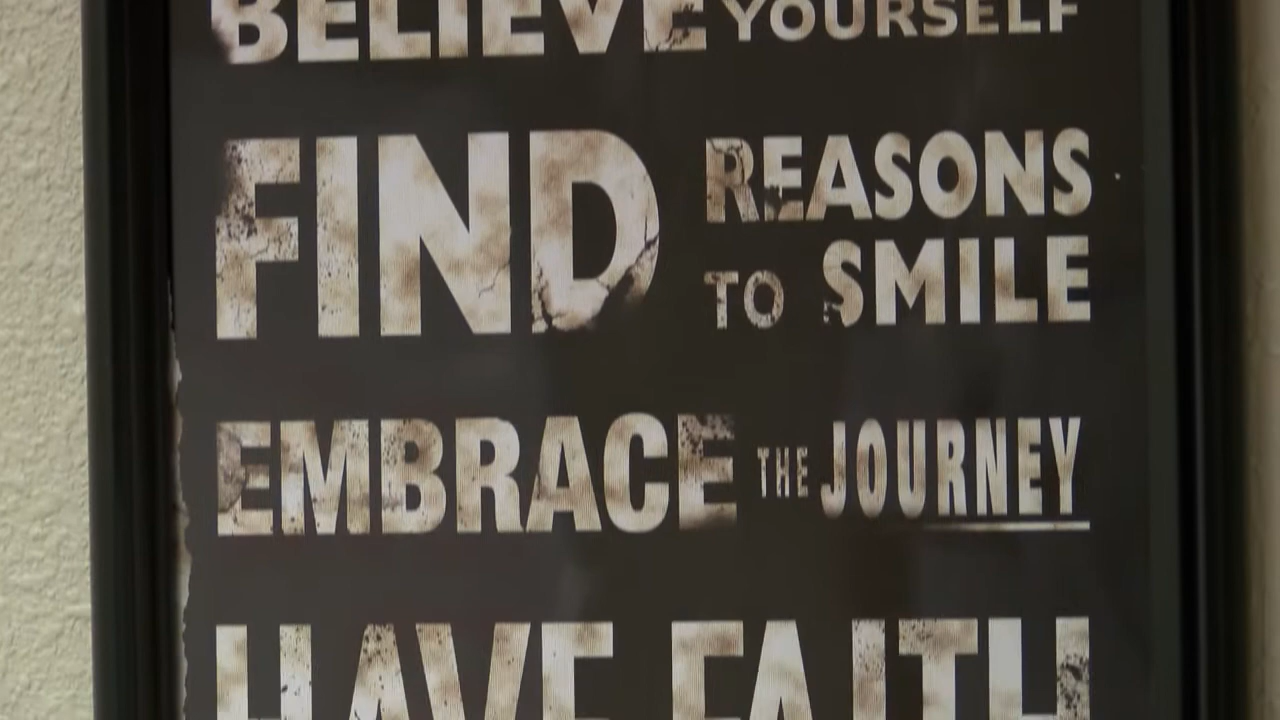 BELIEVE YOURSELF
FIND REASONS
TO SMILE
EMBRACE THE JOURNEY
HAVE FAITH